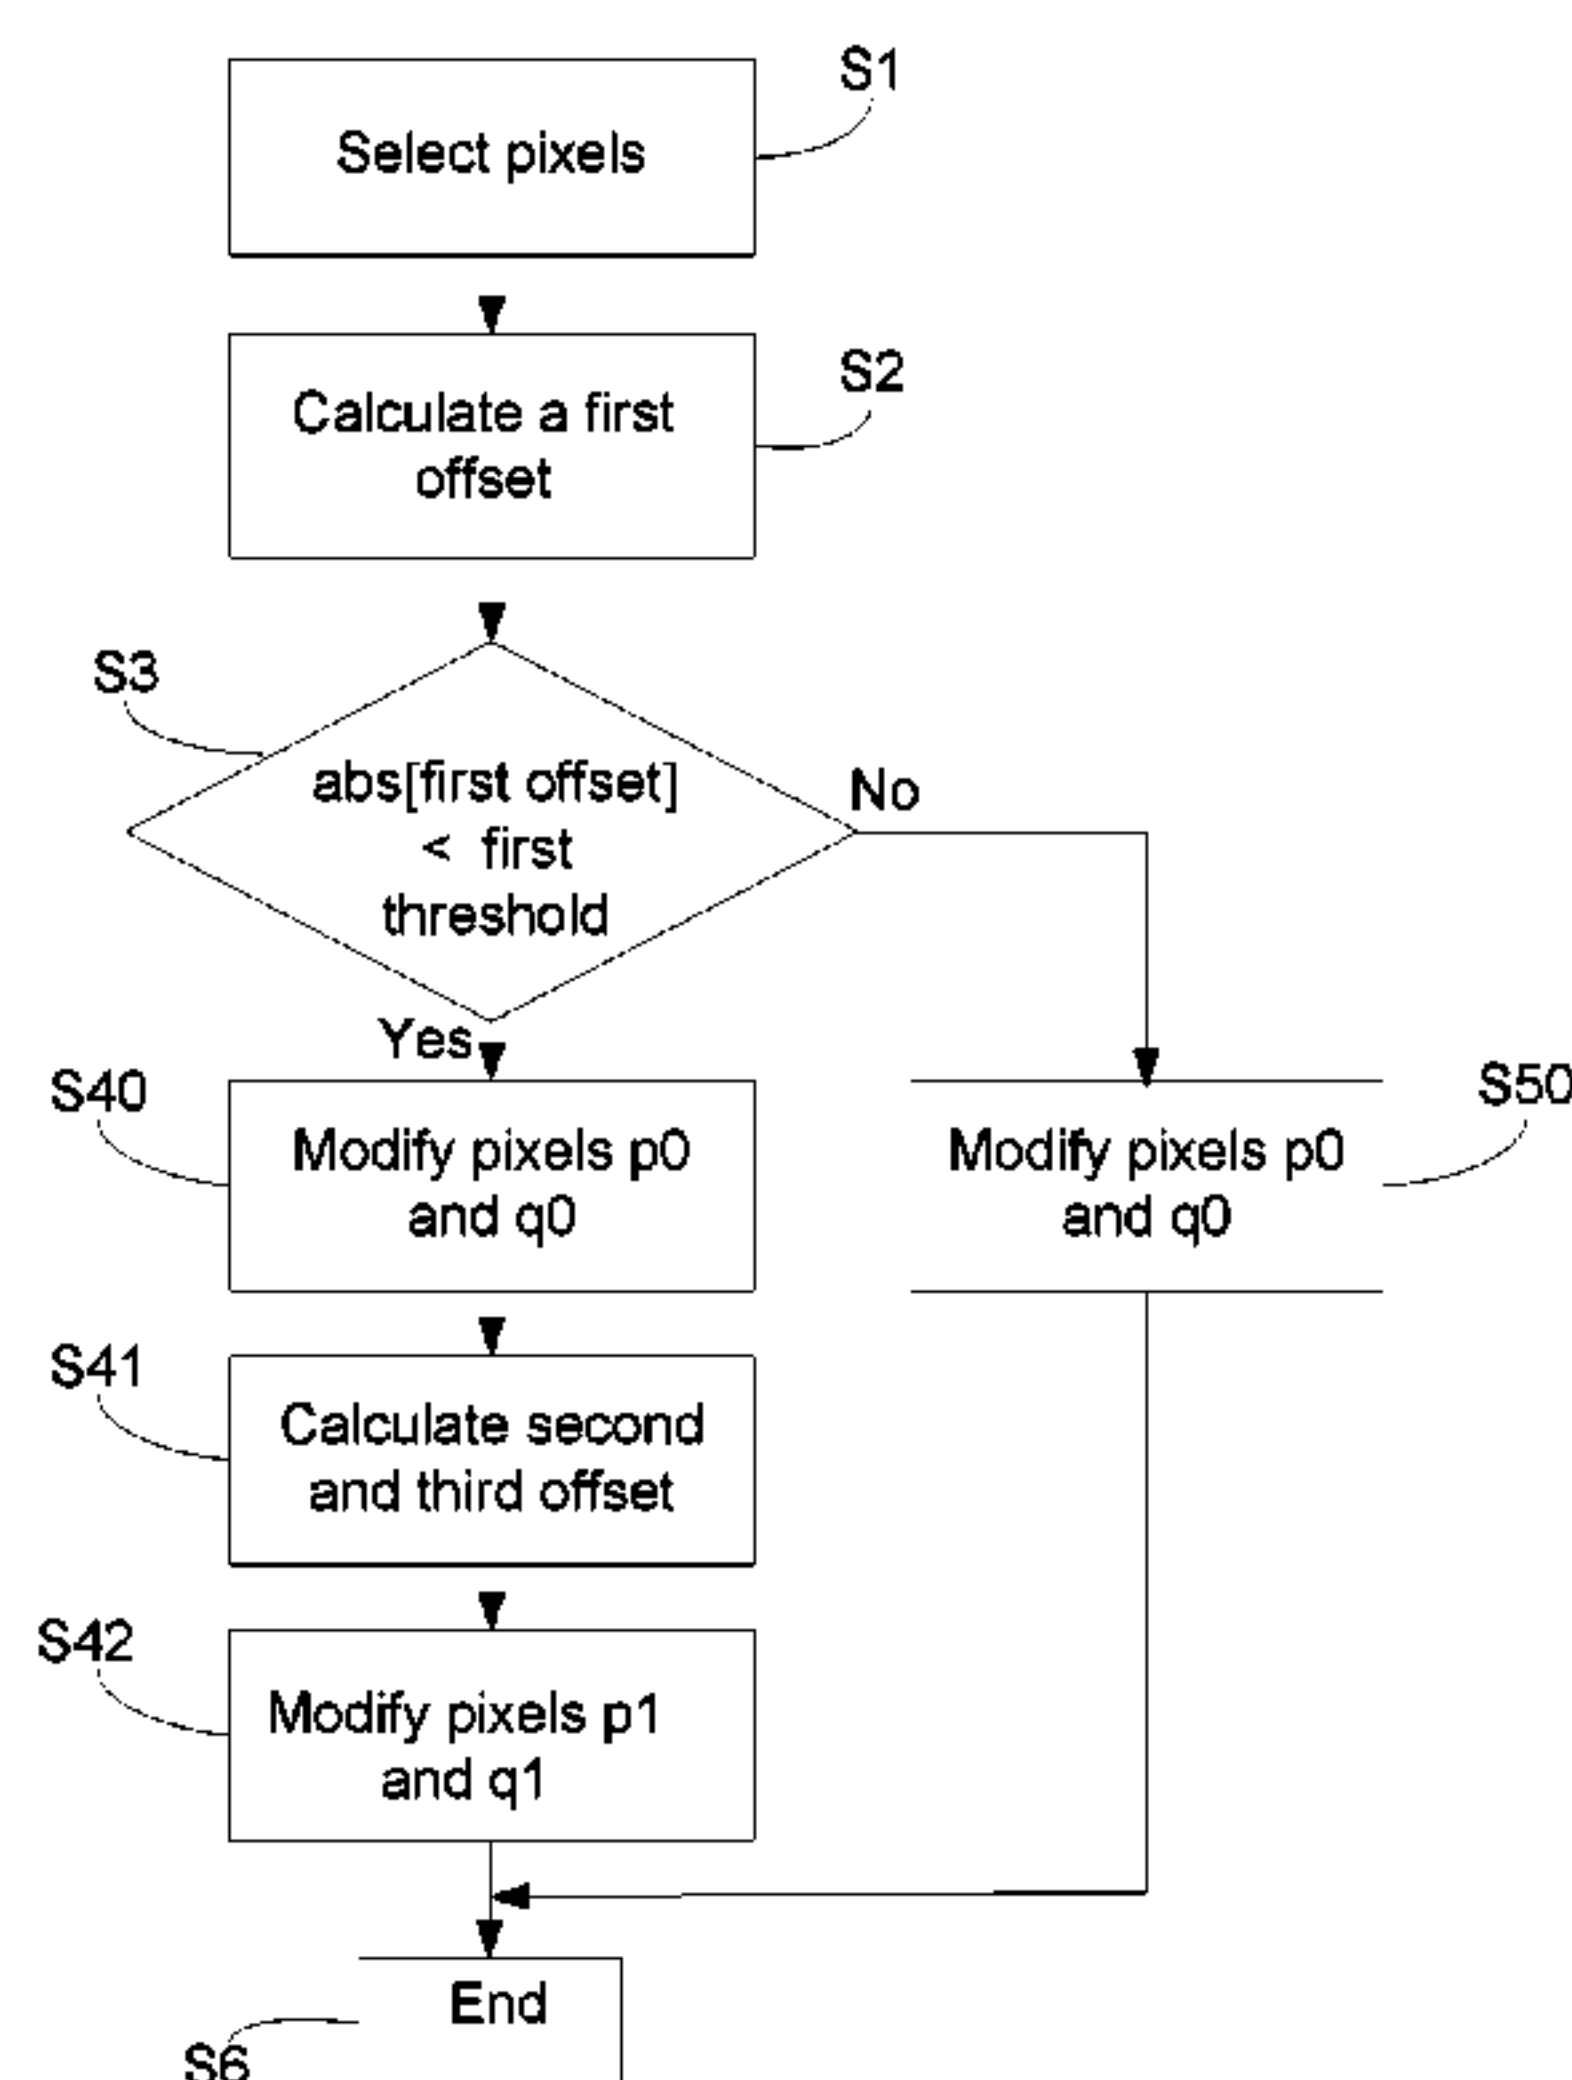 S1
Select pixels
S2
Calculate a first
offset
S3
abs[first offset]
< first
threshold
No
Yes
S40
Modify pixels p0
and q0
S50
Modify pixels p0
and q0
S41
Calculate second
and third offset
S42
Modify pixels p1
and q1
End
S6